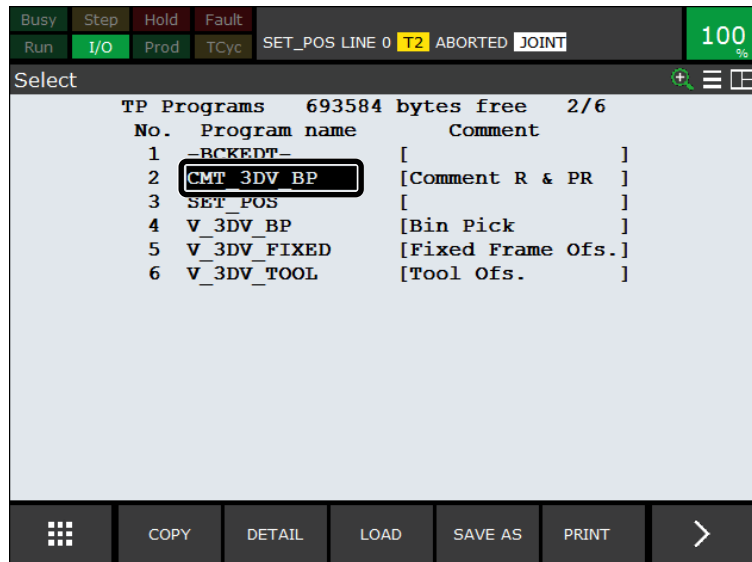 Busy Step Hold Fault
Run I/O Prod TCyc SET_POS LINE 0 T2 ABORTED JOINT 100 %
Select
TP Programs 693584 bytes free 2/6
No. Program name Comment
1 -BCKEDT- [ ]
2 CMT_3DV_BP [Comment R & PR ]
3 SET_POS [ ]
4 V_3DV_BP [Bin Pick ]
5 V_3DV_FIXED [Fixed Frame Ofs.]
6 V_3DV_TOOL [Tool Ofs. ]
COPY DETAIL LOAD SAVE AS PRINT